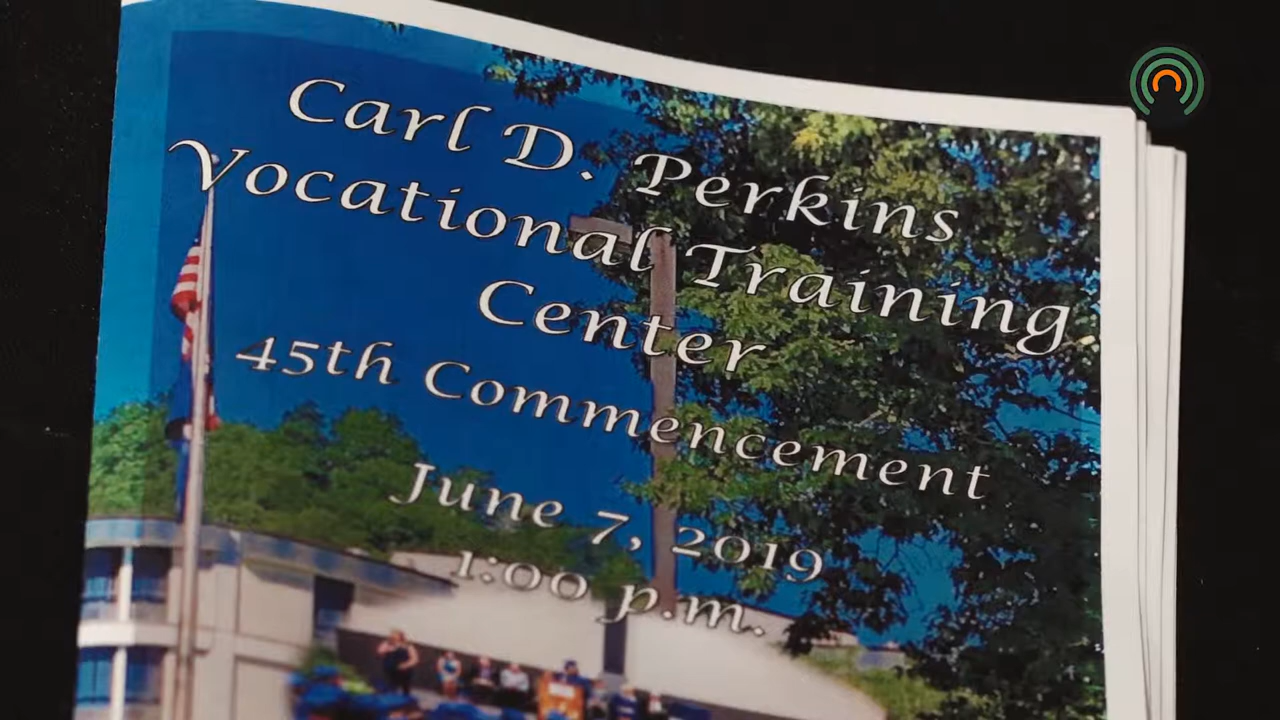 Carl D. Perkins
Vocational Training
Center
45th Commencement
June 7, 2019
1:00 p.m.